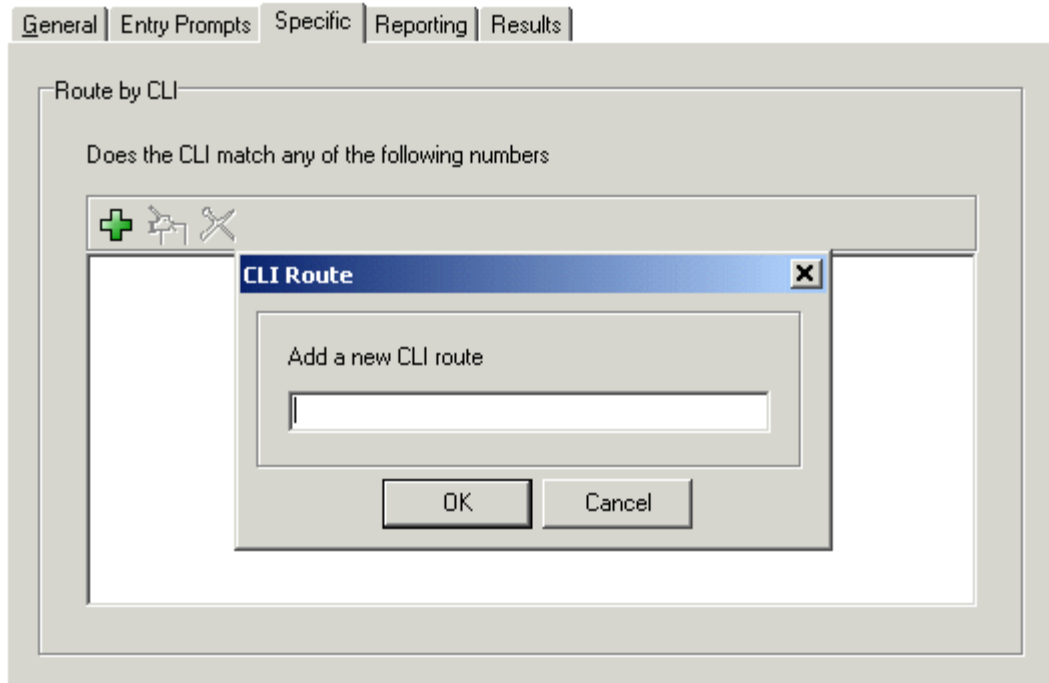 General Entry Prompts Specific Reporting Results
Route by CLI
Does the CLI match any of the following numbers
CLI Route
Add a new CLI route
OK Cancel